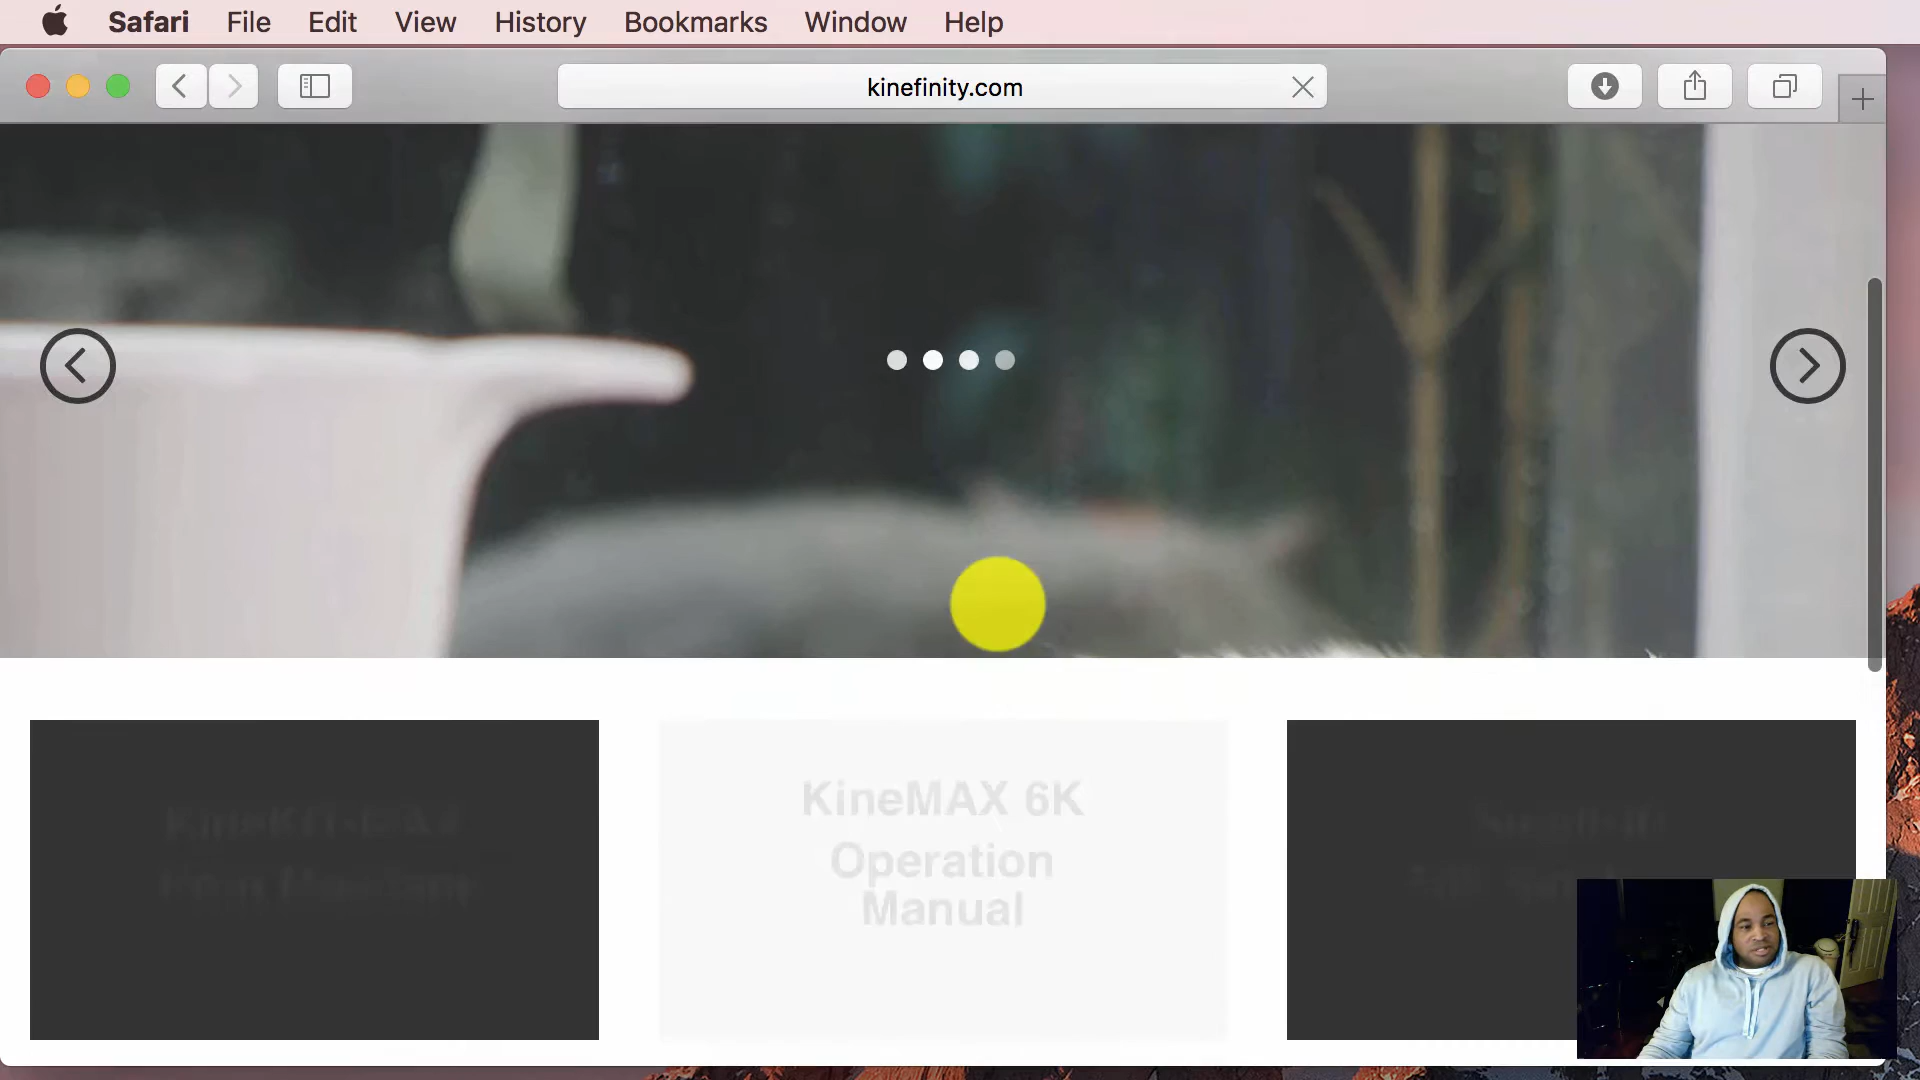 Safari File Edit View History Bookmarks Window Help
kinefinity.com
KineMAX 6K
Operation
Manual